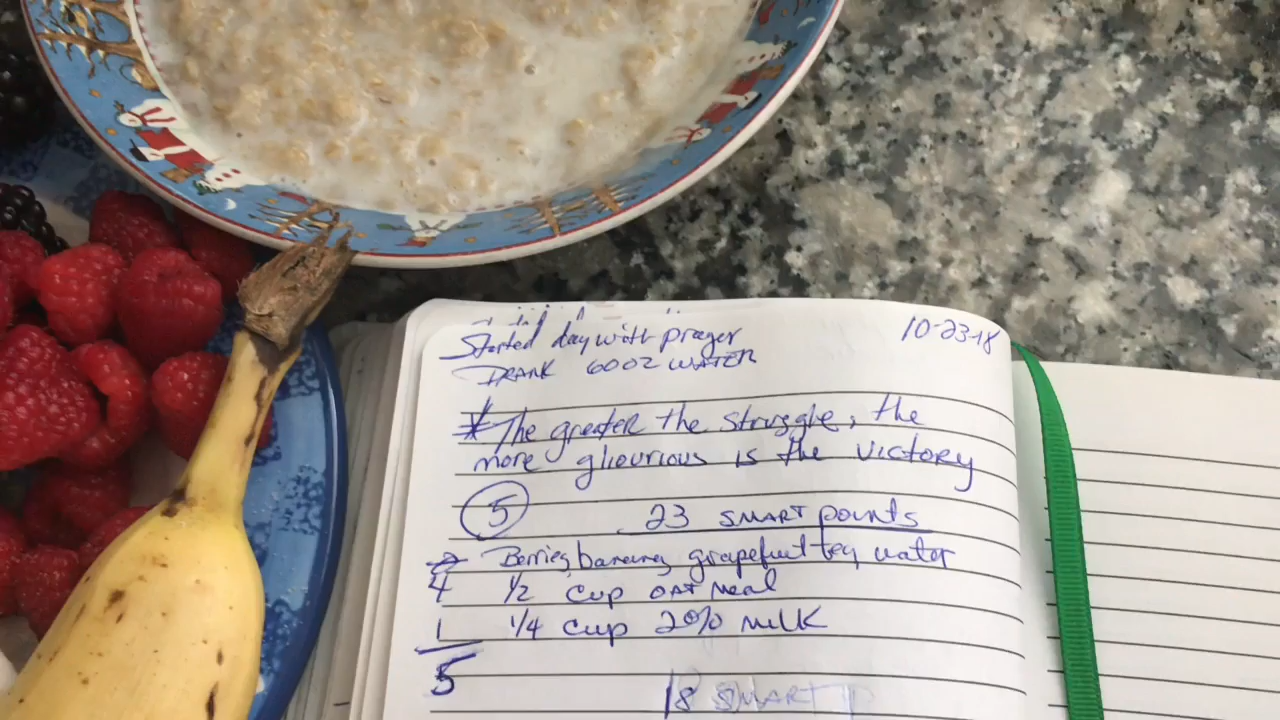 Started day with prayer
10-23-18
DRANK 60OZ WATER
* The greater the struggle, the
more gliourious is the victory
5
23 SMART points
Berries, banana, grapefruit tea, water
4 1/2 cup oat meal
1 1/4 cup 2% milk
5
18 SMART